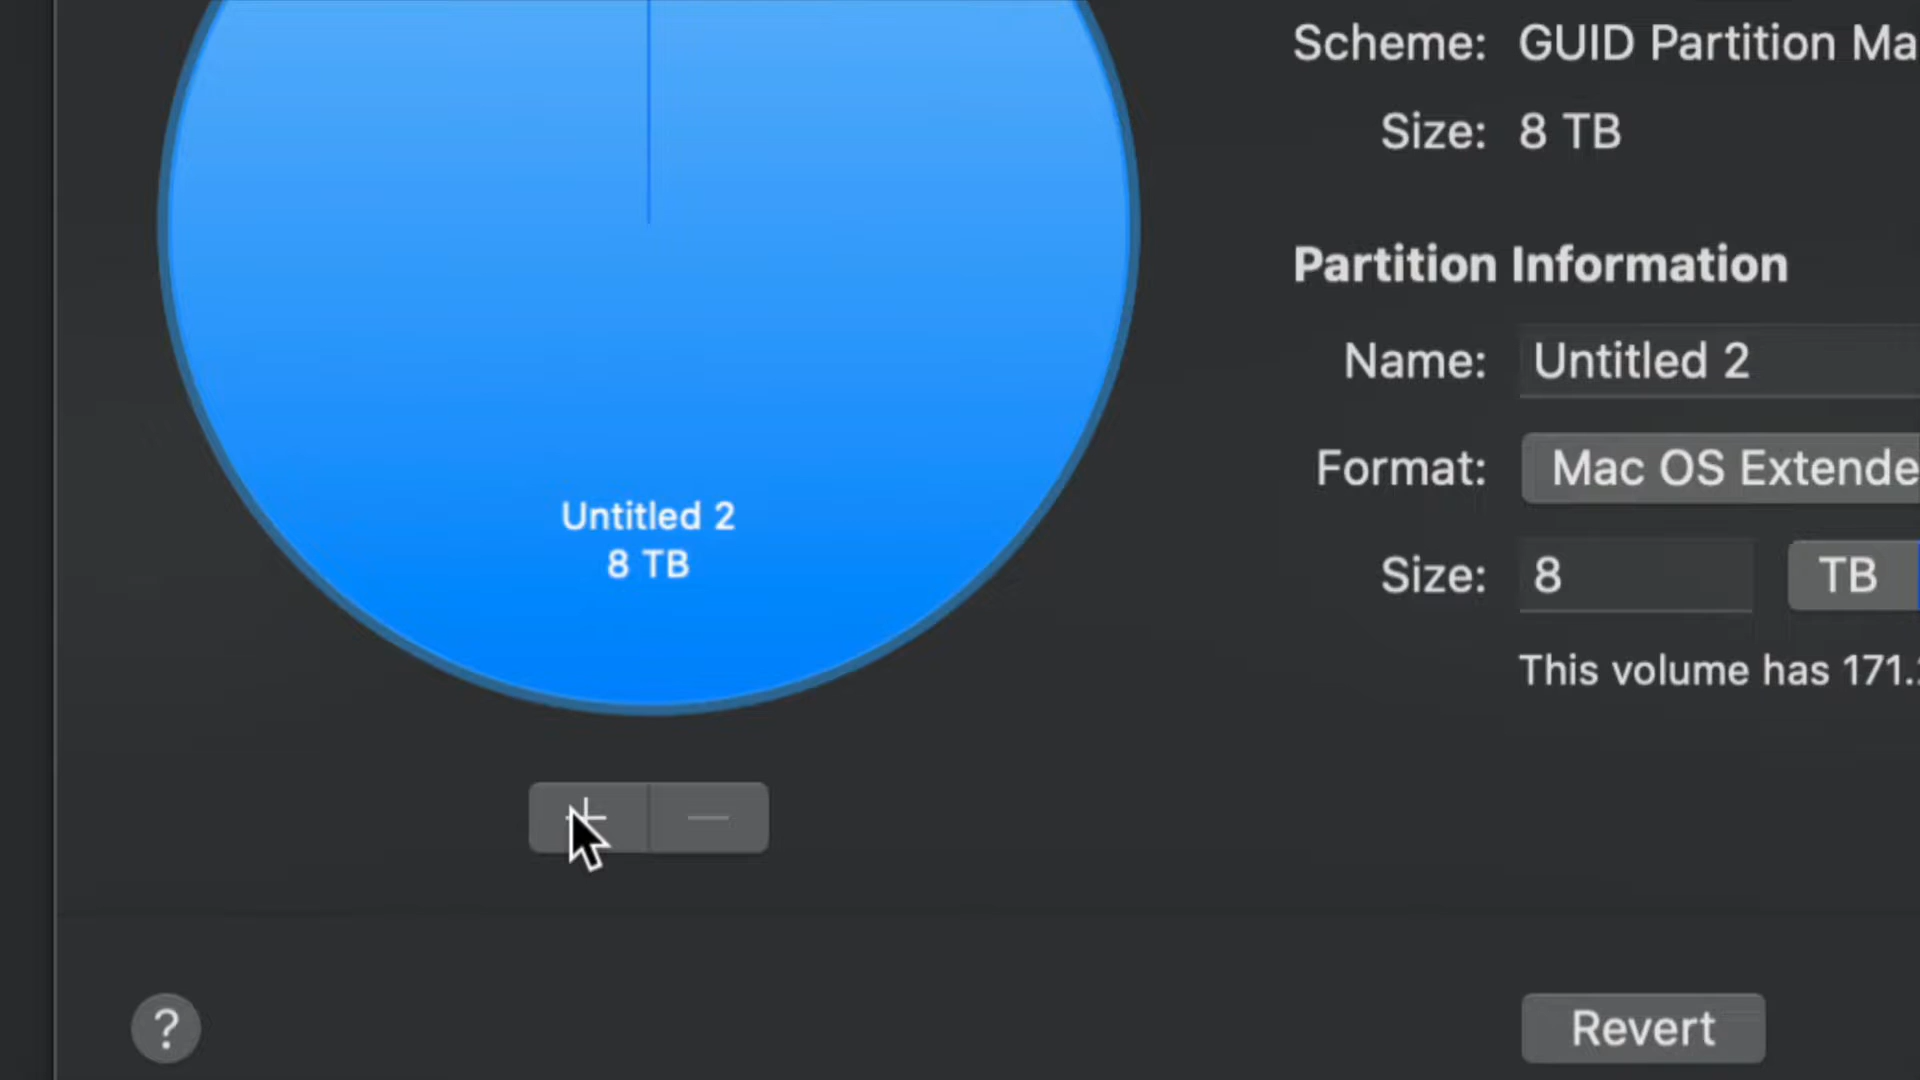 Scheme: GUID Partition Ma
Size: 8 TB
Partition Information
Name: Untitled 2
Format: Mac OS Extende
Size: 8 TB
This volume has 171.
Untitled 2
8 TB
?
Revert